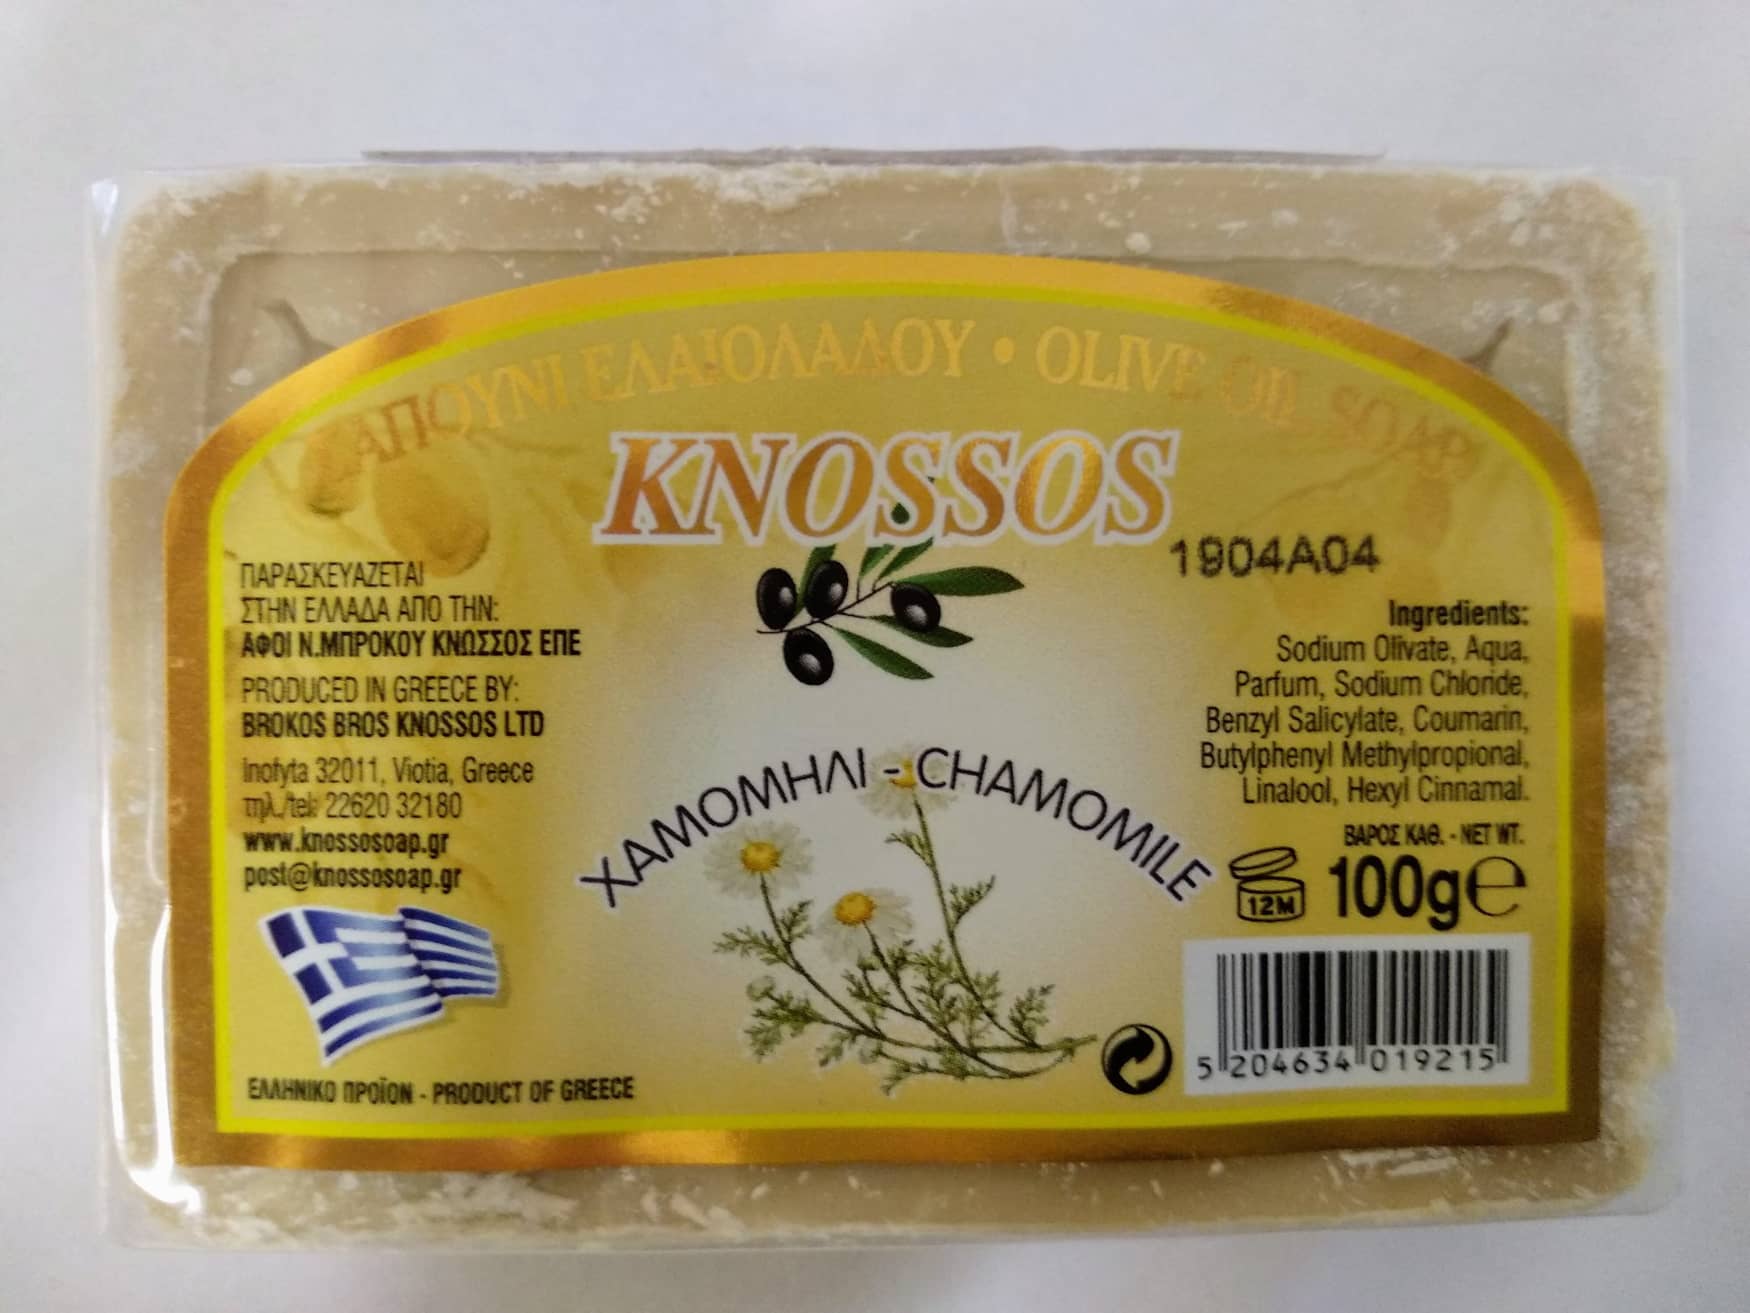 ΣΑΠΟΥΝΙ ΕΛΑΙΟΛΑΔΟΥ • OLIVE OIL SOAP
KNOSSOS
1904A04
ΠΑΡΑΣΚΕΥΑΖΕΤΑΙ
ΣΤΗΝ ΕΛΛΑΔΑ ΑΠΟ ΤΗΝ:
ΑΦΟΙ Ν.ΜΠΡΟΚΟΥ ΚΝΩΣΣΟΣ ΕΠΕ
PRODUCED IN GREECE BY:
BROKOS BROS KNOSSOS LTD
Inofyta 32011, Viotia, Greece
τηλ./tel: 22620 32180
www.knossosoap.gr
post@knossosoap.gr
ΕΛΛΗΝΙΚΟ ΠΡΟΪΟΝ - PRODUCT OF GREECE
ΧΑΜΟΜΗΛΙ - CHAMOMILE
Ingredients:
Sodium Olivate, Aqua,
Parfum, Sodium Chloride,
Benzyl Salicylate, Coumarin,
Butylphenyl Methylpropional,
Linalool, Hexyl Cinnamal.
ΒΑΡΟΣ ΚΑΘ. - NET WT.
12M 100g e
5 204634 019215